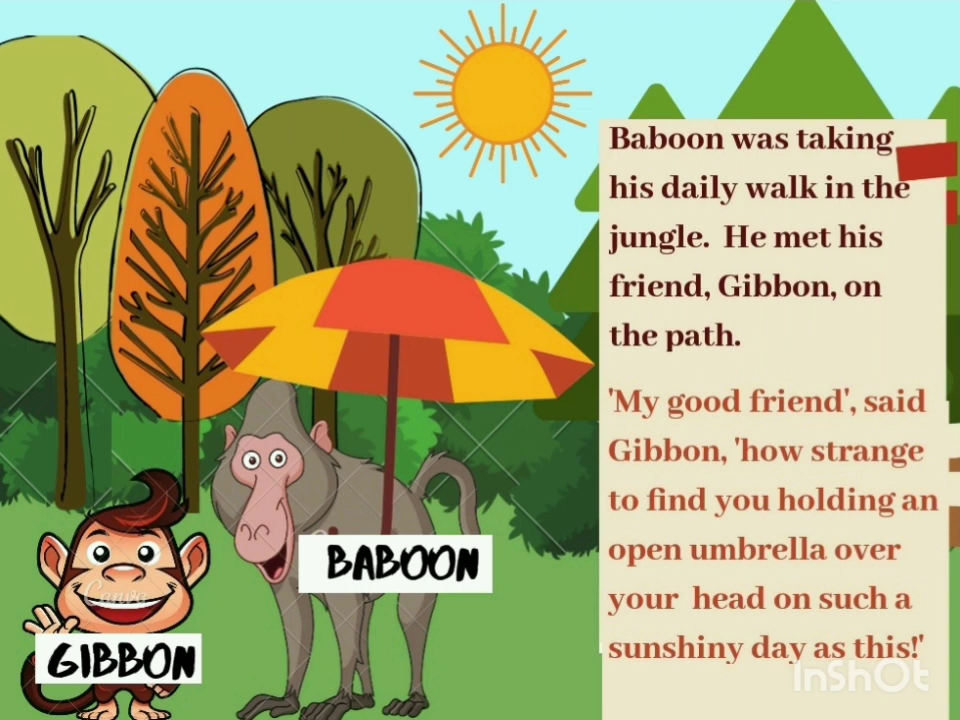 Baboon was taking
his daily walk in the
jungle. He met his
friend, Gibbon, on
the path.
'My good friend', said
Gibbon, 'how strange
to find you holding an
open umbrella over
your head on such a
sunshiny day as this!'
BABOON
GIBBON
Canva
InShOt